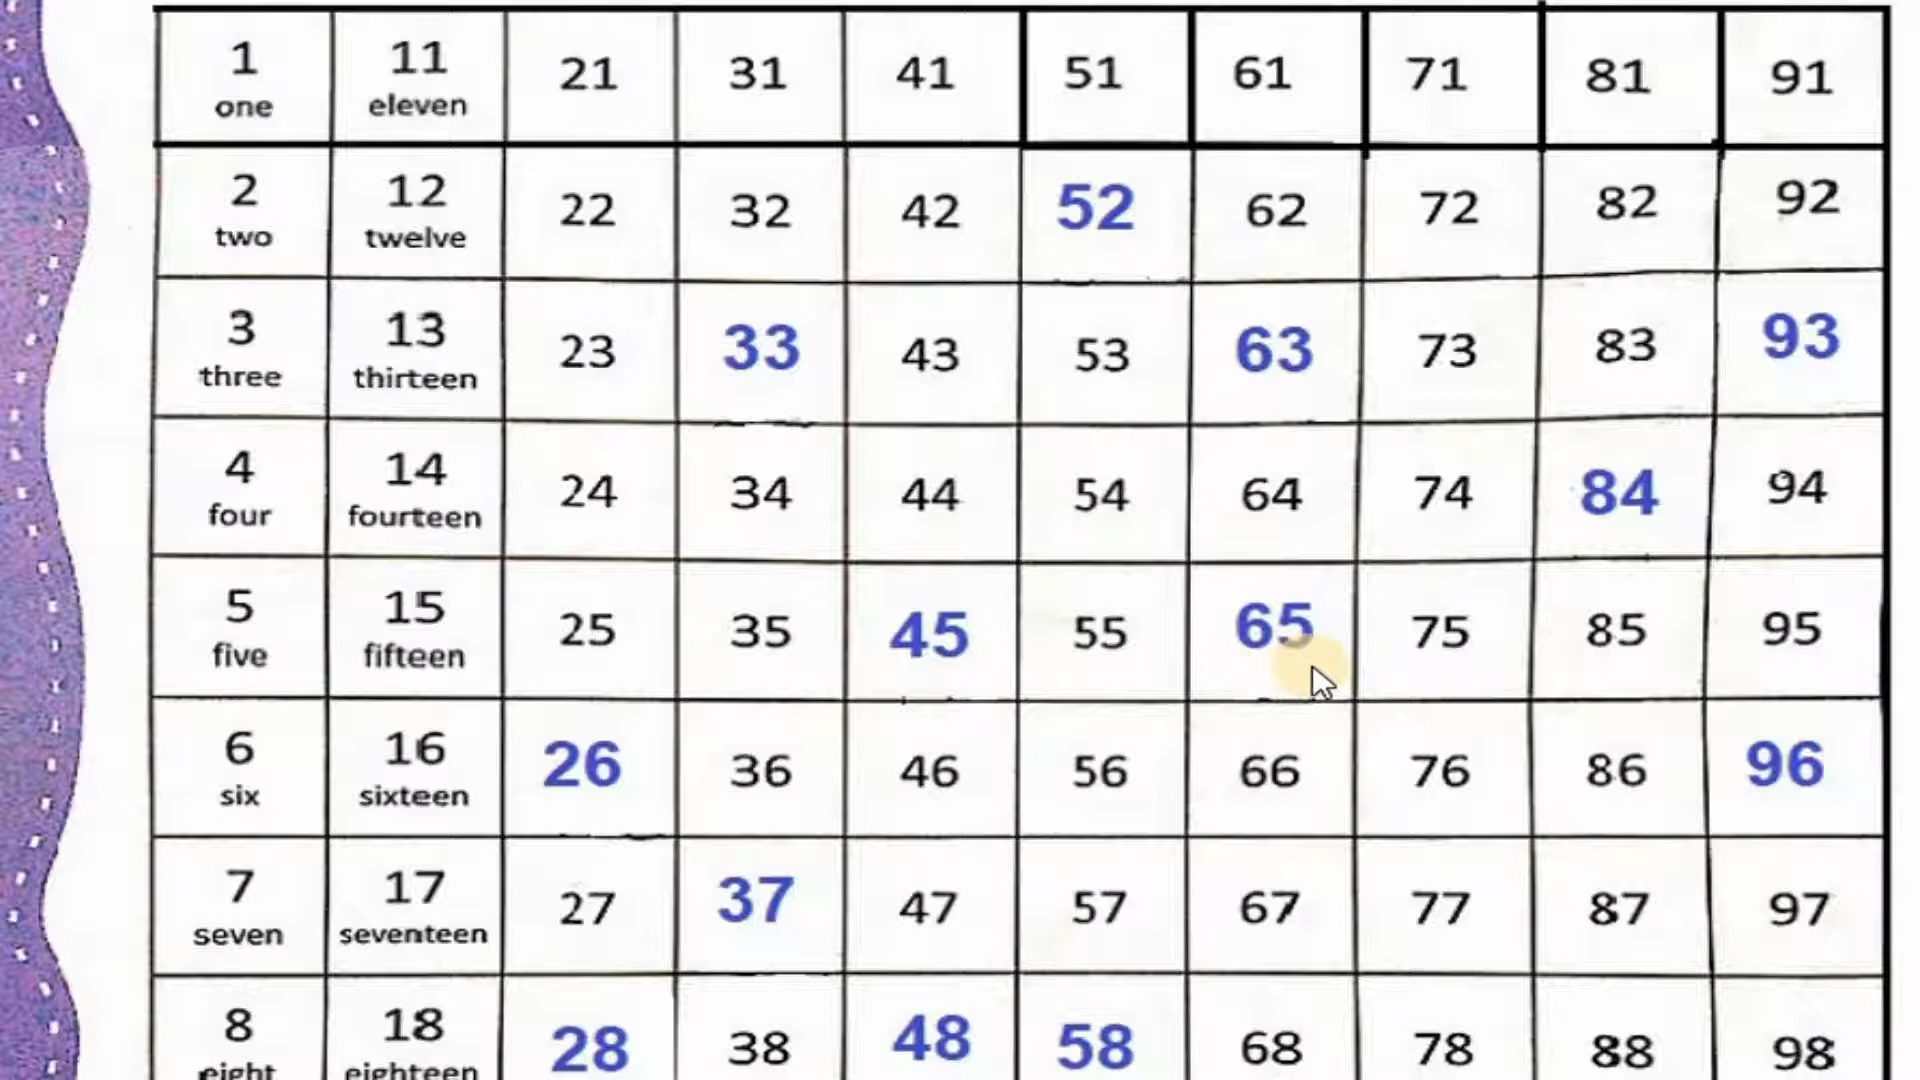 1 11 21 31 41 51 61 71 81 91
one eleven
2 12 22 32 42 52 62 72 82 92
two twelve
3 13 23 33 43 53 63 73 83 93
three thirteen
4 14 24 34 44 54 64 74 84 94
four fourteen
5 15 25 35 45 55 65 75 85 95
five fifteen
6 16 26 36 46 56 66 76 86 96
six sixteen
7 17 27 37 47 57 67 77 87 97
seven seventeen
8 18 28 38 48 58 68 78 88 98
eight eighteen